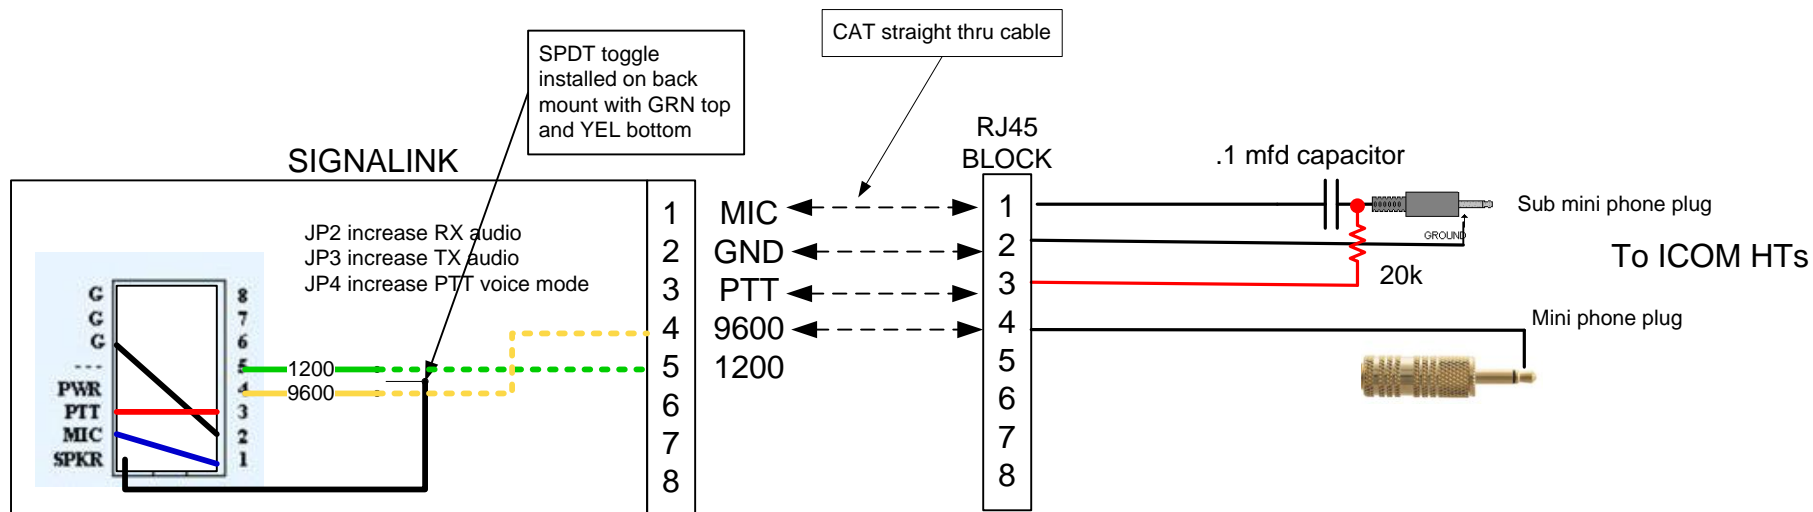 CAT straight thru cable
SPDT toggle
installed on back
mount with GRN top
and YEL bottom
SIGNALINK
RJ45
BLOCK
.1 mfd capacitor
JP2 increase RX audio
JP3 increase TX audio
JP4 increase PTT voice mode
G
G
G
---
PWR
PTT
MIC
SPKR
8
7
6
5
4
3
2
1
1200
9600
1
2
3
4
5
6
7
8
MIC
GND
PTT
9600
1200
1
2
3
4
5
6
7
8
GROUND
20k
Sub mini phone plug
To ICOM HTs
Mini phone plug